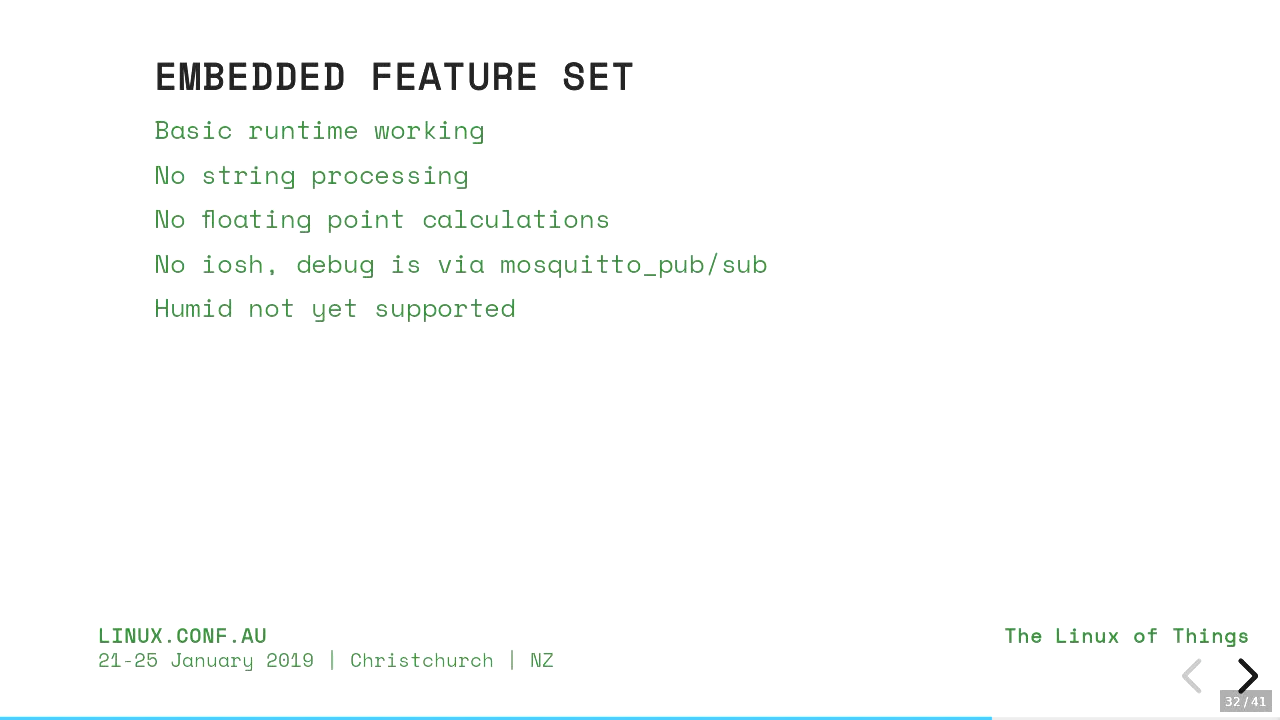 EMBEDDED FEATURE SET
Basic runtime working
No string processing
No floating point calculations
No iosh, debug is via mosquitto_pub/sub
Humid not yet supported
LINUX.CONF.AU
21-25 January 2019 | Christchurch | NZ
The Linux of Things
32/41